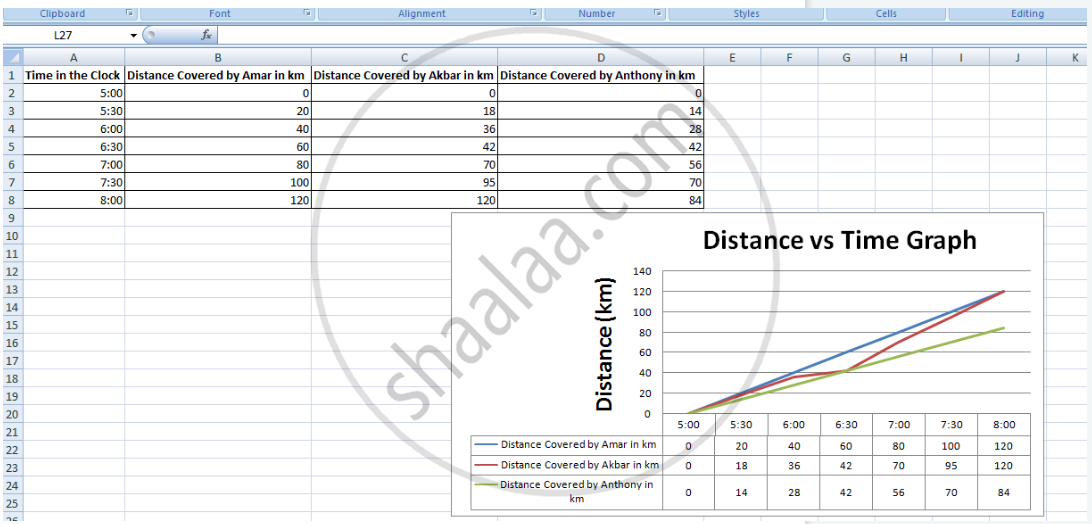 Clipboard Font Alignment Number Styles Cells Editing
L27 fx
A B C D E F G H I J K
1 Time in the Clock Distance Covered by Amar in km Distance Covered by Akbar in km Distance Covered by Anthony in km
2 5:00 0 0 0
3 5:30 20 18 14
4 6:00 40 36 28
5 6:30 60 42 42
6 7:00 80 70 56
7 7:30 100 95 70
8 8:00 120 120 84
9
10
11
12
13
14
15
16
17
18
19
20
21
22
23
24
25
26
Distance vs Time Graph
Distance (km)
140
120
100
80
60
40
20
0
5:00 5:30 6:00 6:30 7:00 7:30 8:00
Distance Covered by Amar in km 0 20 40 60 80 100 120
Distance Covered by Akbar in km 0 18 36 42 70 95 120
Distance Covered by Anthony in
km 0 14 28 42 56 70 84
shaalaa.com